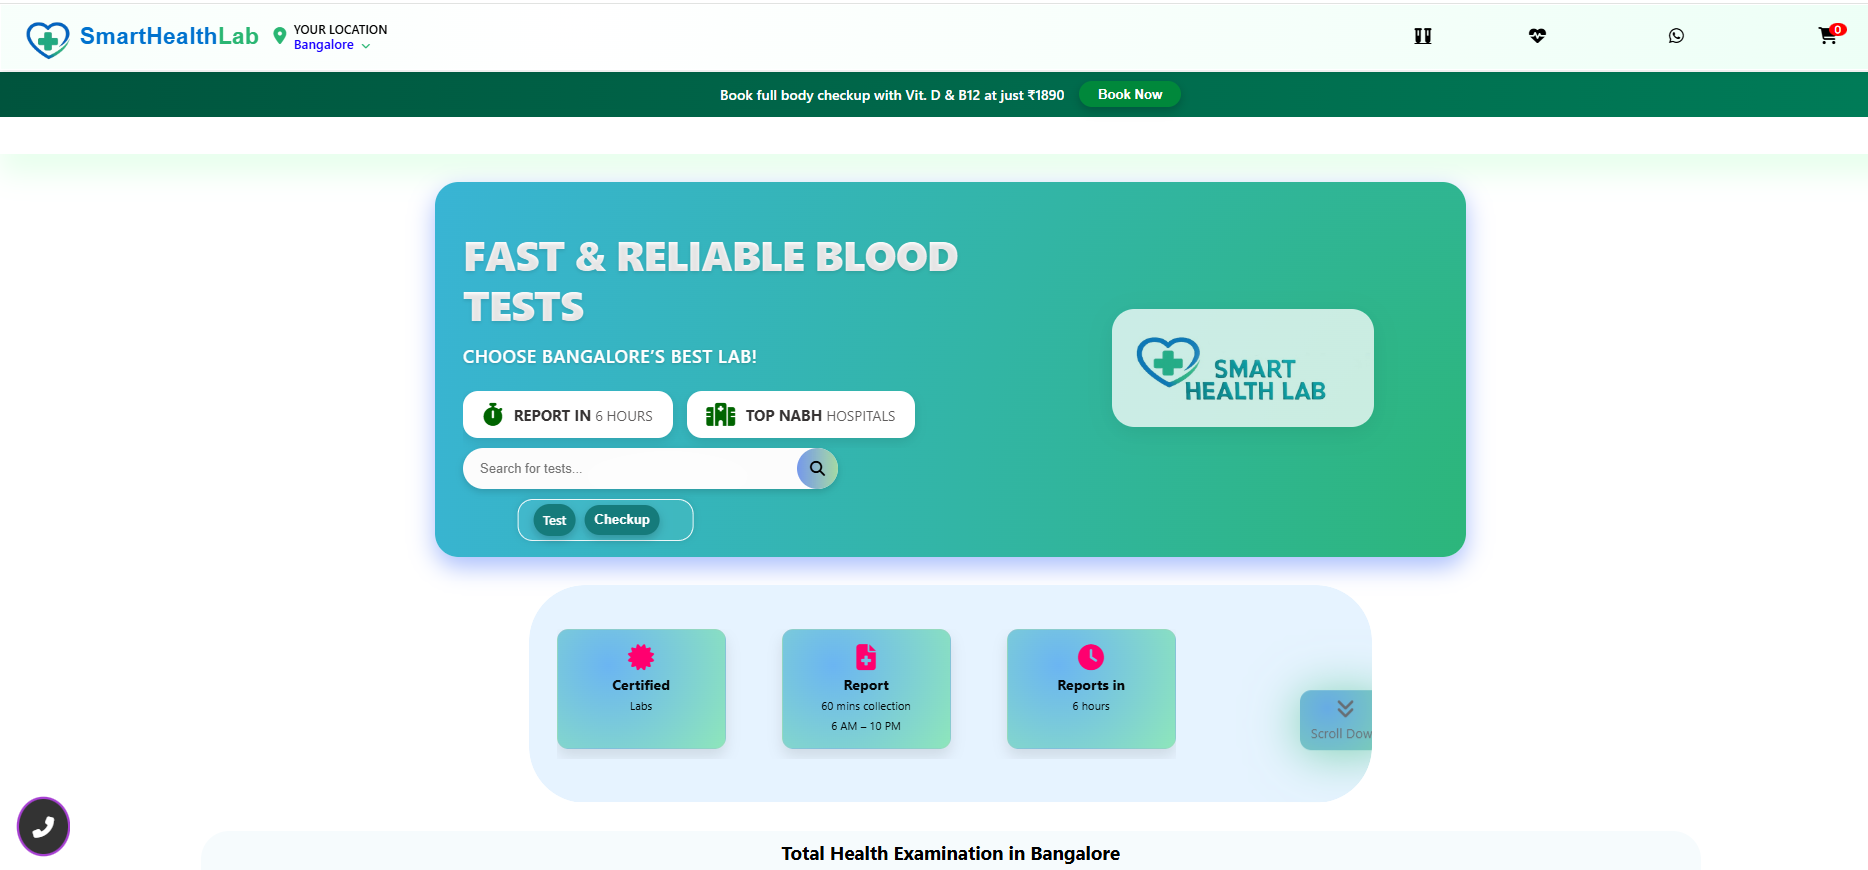 SmartHealthLab
YOUR LOCATION
Bangalore
0
Book full body checkup with Vit. D & B12 at just ₹1890
Book Now
FAST & RELIABLE BLOOD
TESTS
CHOOSE BANGALORE’S BEST LAB!
REPORT IN 6 HOURS
TOP NABH HOSPITALS
Search for tests...
Test
Checkup
SMART
HEALTH LAB
Certified
Labs
Report
60 mins collection
6 AM – 10 PM
Reports in
6 hours
Scroll Dow
Total Health Examination in Bangalore